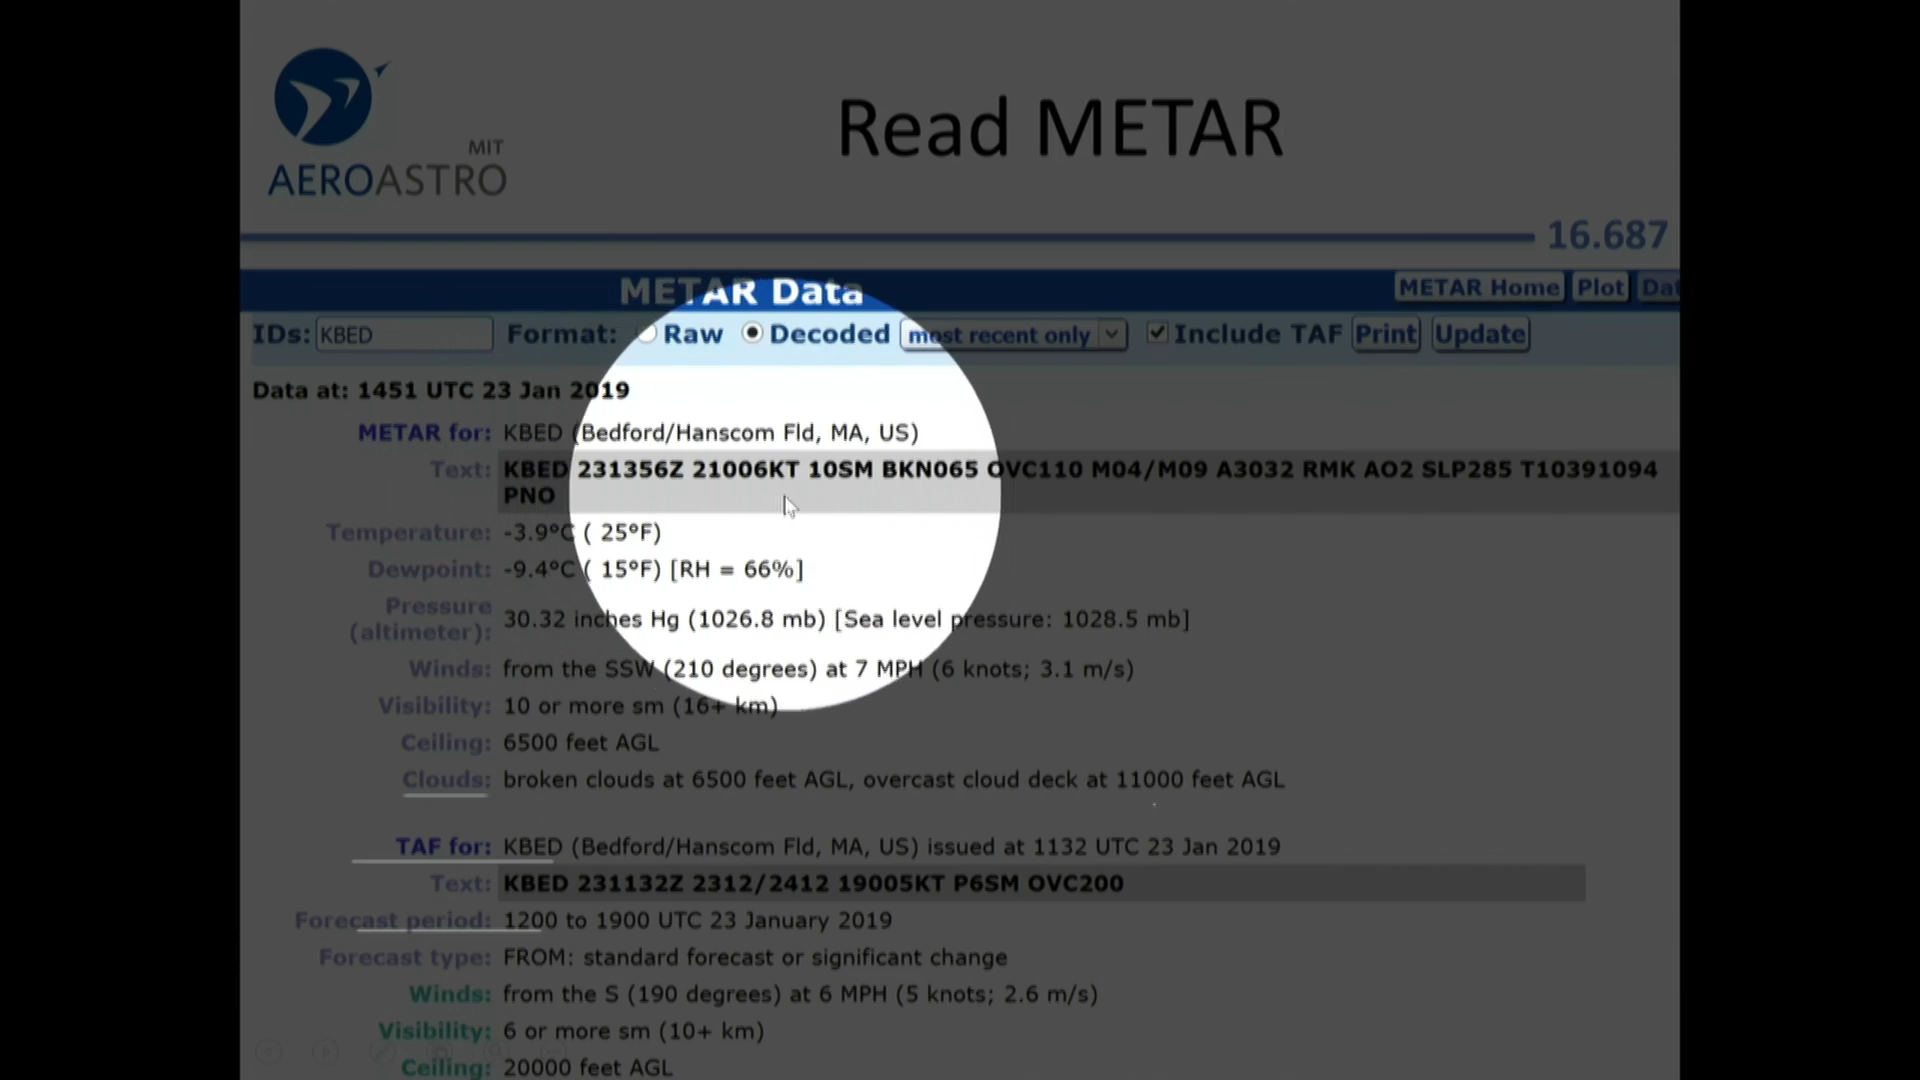 MIT
AEROASTRO
Read METAR
16.687
METAR Data METAR Home Plot Dat
IDs: KBED Format: Raw Decoded most recent only Include TAF Print Update
Data at: 1451 UTC 23 Jan 2019
METAR for: KBED (Bedford/Hanscom Fld, MA, US)
Text: KBED 231356Z 21006KT 10SM BKN065 OVC110 M04/M09 A3032 RMK AO2 SLP285 T10391094
PNO
Temperature: -3.9°C ( 25°F)
Dewpoint: -9.4°C ( 15°F) [RH = 66%]
Pressure
(altimeter): 30.32 inches Hg (1026.8 mb) [Sea level pressure: 1028.5 mb]
Winds: from the SSW (210 degrees) at 7 MPH (6 knots; 3.1 m/s)
Visibility: 10 or more sm (16+ km)
Ceiling: 6500 feet AGL
Clouds: broken clouds at 6500 feet AGL, overcast cloud deck at 11000 feet AGL
TAF for: KBED (Bedford/Hanscom Fld, MA, US) issued at 1132 UTC 23 Jan 2019
Text: KBED 231132Z 2312/2412 19005KT P6SM OVC200
Forecast period: 1200 to 1900 UTC 23 January 2019
Forecast type: FROM: standard forecast or significant change
Winds: from the S (190 degrees) at 6 MPH (5 knots; 2.6 m/s)
Visibility: 6 or more sm (10+ km)
Ceiling: 20000 feet AGL